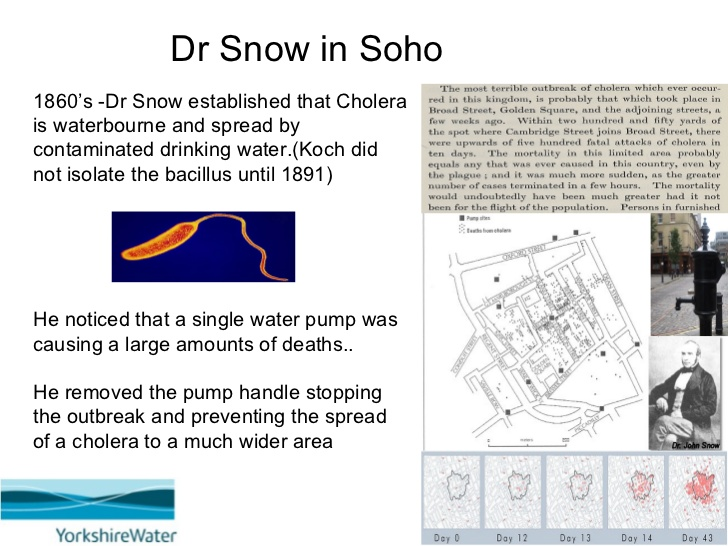 Dr Snow in Soho
1860's -Dr Snow established that Cholera
is waterbourne and spread by
contaminated drinking water.(Koch did
not isolate the bacillus until 1891)
He noticed that a single water pump was
causing a large amounts of deaths..
He removed the pump handle stopping
the outbreak and preventing the spread
of a cholera to a much wider area
YorkshireWater
The most terrible outbreak of cholera which ever occur-
red in this kingdom, is probably that which took place in
Broad Street, Golden Square, and the adjoining streets, a
few weeks ago. Within two hundred and fifty yards of
the spot where Cambridge Street joins Broad Street, there
were upwards of five hundred fatal attacks of cholera in
ten days. The mortality in this limited area probably
equals any that was ever caused in this country, even by
the plague ; and it was much more sudden, as the greater
number of cases terminated in a few hours. The mortality
would undoubtedly have been much greater had it not
been for the flight of the population. Persons in furnished
Pump sites
Deaths from cholera
OXFORD STREET
Dr. John Snow
Day 0 Day 12 Day 13 Day 14 Day 43